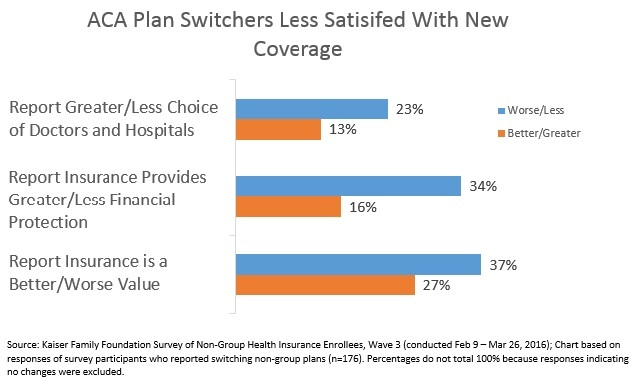 ACA Plan Switchers Less Satisifed With New
Coverage
Report Greater/Less Choice
of Doctors and Hospitals
23%
13%
Worse/Less
Better/Greater
Report Insurance Provides
Greater/Less Financial
Protection
34%
16%
Report Insurance is a
Better/Worse Value
37%
27%
Source: Kaiser Family Foundation Survey of Non-Group Health Insurance Enrollees, Wave 3 (conducted Feb 9 – Mar 26, 2016); Chart based on
responses of survey participants who reported switching non-group plans (n=176). Percentages do not total 100% because responses indicating
no changes were excluded.